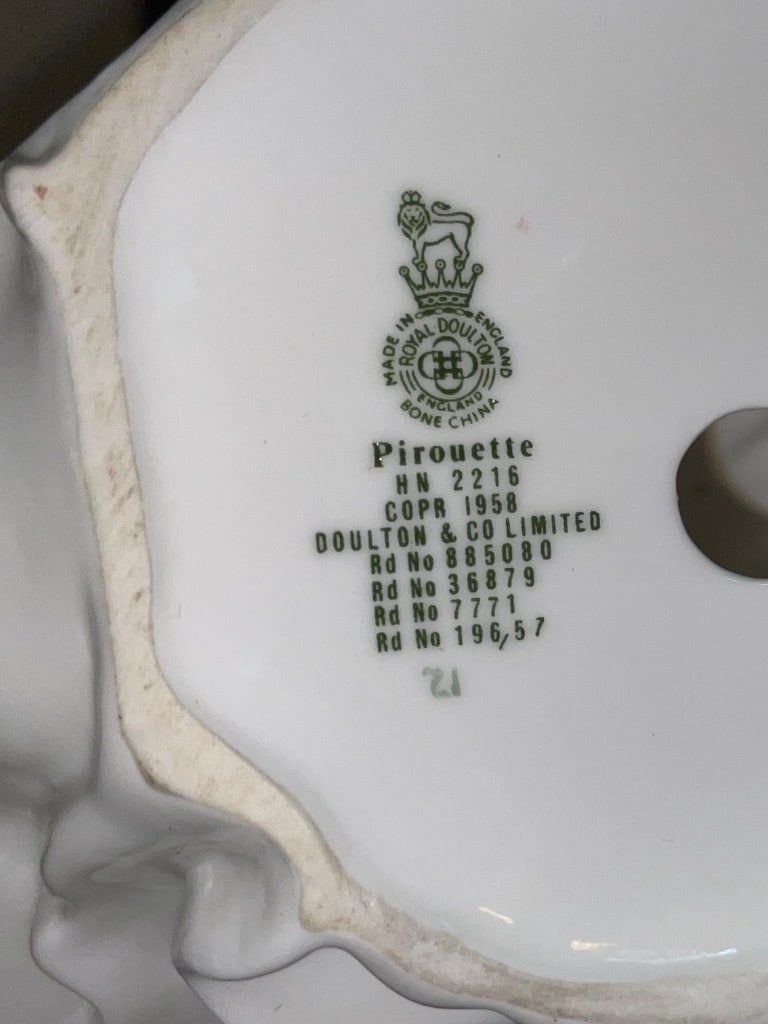 MADE IN ENGLAND
ROYAL DOULTON
ENGLAND
BONE CHINA
Pirouette
HN 2216
COPR 1958
DOULTON & CO LIMITED
Rd No 885080
Rd No 36879
Rd No 7771
Rd No 196/57
12